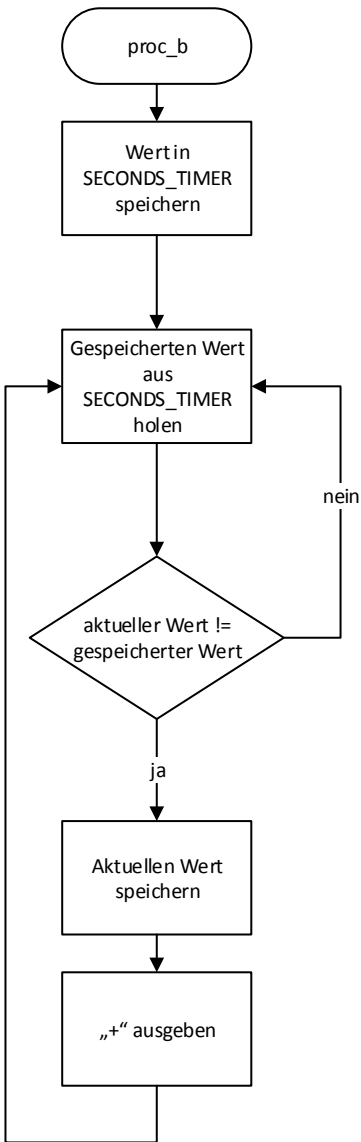 proc_b
Wert in
SECONDS_TIMER
speichern
Gespeicherten Wert
aus
SECONDS_TIMER
holen
nein
aktueller Wert !=
gespeicherter Wert
ja
Aktuellen Wert
speichern
„+“ ausgeben